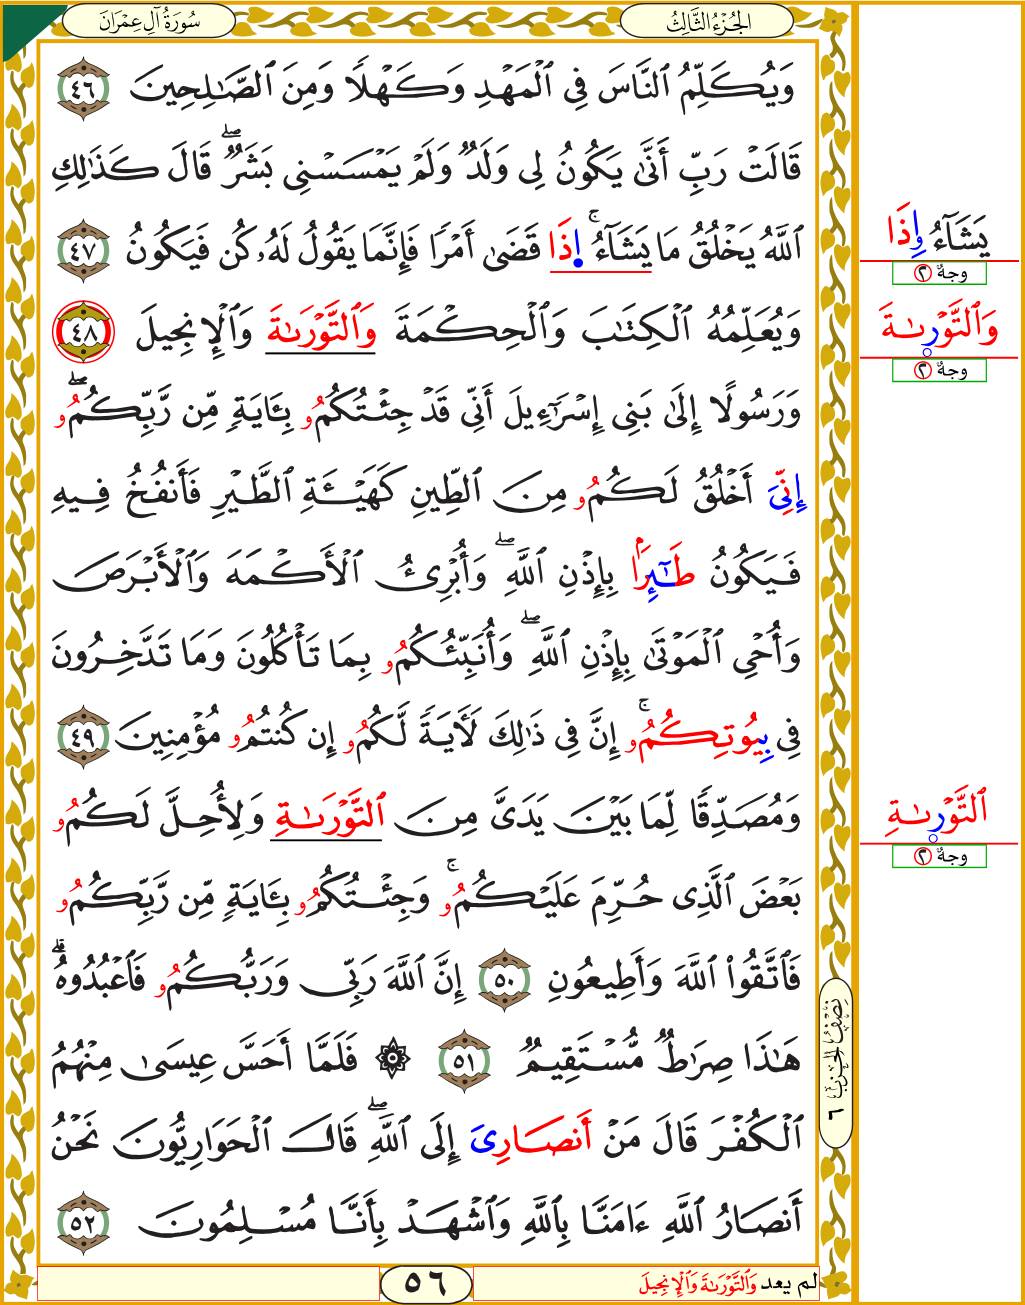 سُورَةُ آلِ عِمْرَان
الجُزْءُ الثَّالِثُ
وَيُكَلِّمُ ٱلنَّاسَ فِي ٱلْمَهْدِ وَكَهْلًا وَمِنَ ٱلصَّٰلِحِينَ ٤٦
قَالَتْ رَبِّ أَنَّىٰ يَكُونُ لِي وَلَدٌ وَلَمْ يَمْسَسْنِي بَشَرٌۖ قَالَ كَذَٰلِكِ
ٱللَّهُ يَخْلُقُ مَا يَشَآءُۚ إِذَا قَضَىٰٓ أَمْرًا فَإِنَّمَا يَقُولُ لَهُۥ كُن فَيَكُونُ ٤٧
وَيُعَلِّمُهُ ٱلْكِتَٰبَ وَٱلْحِكْمَةَ وَٱلتَّوْرَىٰةَ وَٱلْإِنجِيلَ ٤٨
وَرَسُولًا إِلَىٰ بَنِي إِسْرَٰٓءِيلَ أَنِّي قَدْ جِئْتُكُمُۥ بِـَٔايَةٍ مِّن رَّبِّكُمُۥۖ
إِنِّيَ أَخْلُقُ لَكُمُۥ مِنَ ٱلطِّينِ كَهَيْـَٔةِ ٱلطَّيْرِ فَأَنفُخُ فِيهِ
فَيَكُونُ طَٰٓئِرًۢا بِإِذْنِ ٱللَّهِۖ وَأُبْرِئُ ٱلْأَكْمَهَ وَٱلْأَبْرَصَ
وَأُحْيِ ٱلْمَوْتَىٰ بِإِذْنِ ٱللَّهِۖ وَأُنَبِّئُكُمُۥ بِمَا تَأْكُلُونَ وَمَا تَدَّخِرُونَ
فِي بِيُوتِكُمُۥۚ إِنَّ فِي ذَٰلِكَ لَأٓيَةً لَّكُمُۥ إِن كُنتُمُۥ مُؤْمِنِينَ ٤٩
وَمُصَدِّقًا لِّمَا بَيْنَ يَدَيَّ مِنَ ٱلتَّوْرَىٰةِ وَلِأُحِلَّ لَكُمُۥ
بَعْضَ ٱلَّذِي حُرِّمَ عَلَيْكُمُۥۚ وَجِئْتُكُمُۥ بِـَٔايَةٍ مِّن رَّبِّكُمُۥ
فَٱتَّقُوا۟ ٱللَّهَ وَأَطِيعُونِ ٥٠ إِنَّ ٱللَّهَ رَبِّي وَرَبُّكُمُۥ فَٱعْبُدُوهُۗ
هَٰذَا صِرَٰطٌ مُّسْتَقِيمٌ ٥١ ۞ فَلَمَّا أَحَسَّ عِيسَىٰ مِنْهُمُ
ٱلْكُفْرَ قَالَ مَنْ أَنصَارِيَ إِلَى ٱللَّهِۖ قَالَ ٱلْحَوَارِيُّونَ نَحْنُ
أَنصَارُ ٱللَّهِ ءَامَنَّا بِٱللَّهِ وَٱشْهَدْ بِأَنَّا مُسْلِمُونَ ٥٢
يَشَآءُ وِذَا
وجهٌ ٢
وَٱلتَّوْرَىٰةَ
وجهٌ ٢
ٱلتَّوْرَىٰةِ
وجهٌ ٢
نِصْفُ الْحِزْبِ ٦
لم يعد وَٱلتَّوْرَىٰةَ وَٱلْإِنجِيلَ
٥٦